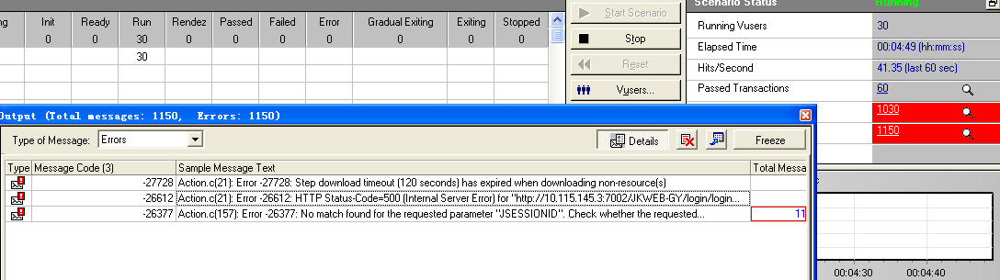 Scenario Status
Running
ng Init Ready Run Rendez Passed Failed Error Gradual Exiting Exiting Stopped
0 0 0 30 0 0 0 0 0 0 0
30
Start Scenario
Stop
Reset
Vusers...
Running Vusers 30
Elapsed Time 00:04:49 (hh:mm:ss)
Hits/Second 41.35 (last 60 sec)
Passed Transactions 60
1030
1150
Output (Total messages: 1150, Errors: 1150)
Type of Message: Errors Details Freeze
Type Message Code (3) Sample Message Text Total Messa
-27728 Action.c(21): Error -27728: Step download timeout (120 seconds) has expired when downloading non-resource(s)
-26612 Action.c(21): Error -26612: HTTP Status-Code=500 (Internal Server Error) for "http://10.115.145.3:7002/JKWEB-GY/login/login...
-26377 Action.c(157): Error -26377: No match found for the requested parameter "JSESSIONID". Check whether the requested... 11
00:04:30 00:04:40